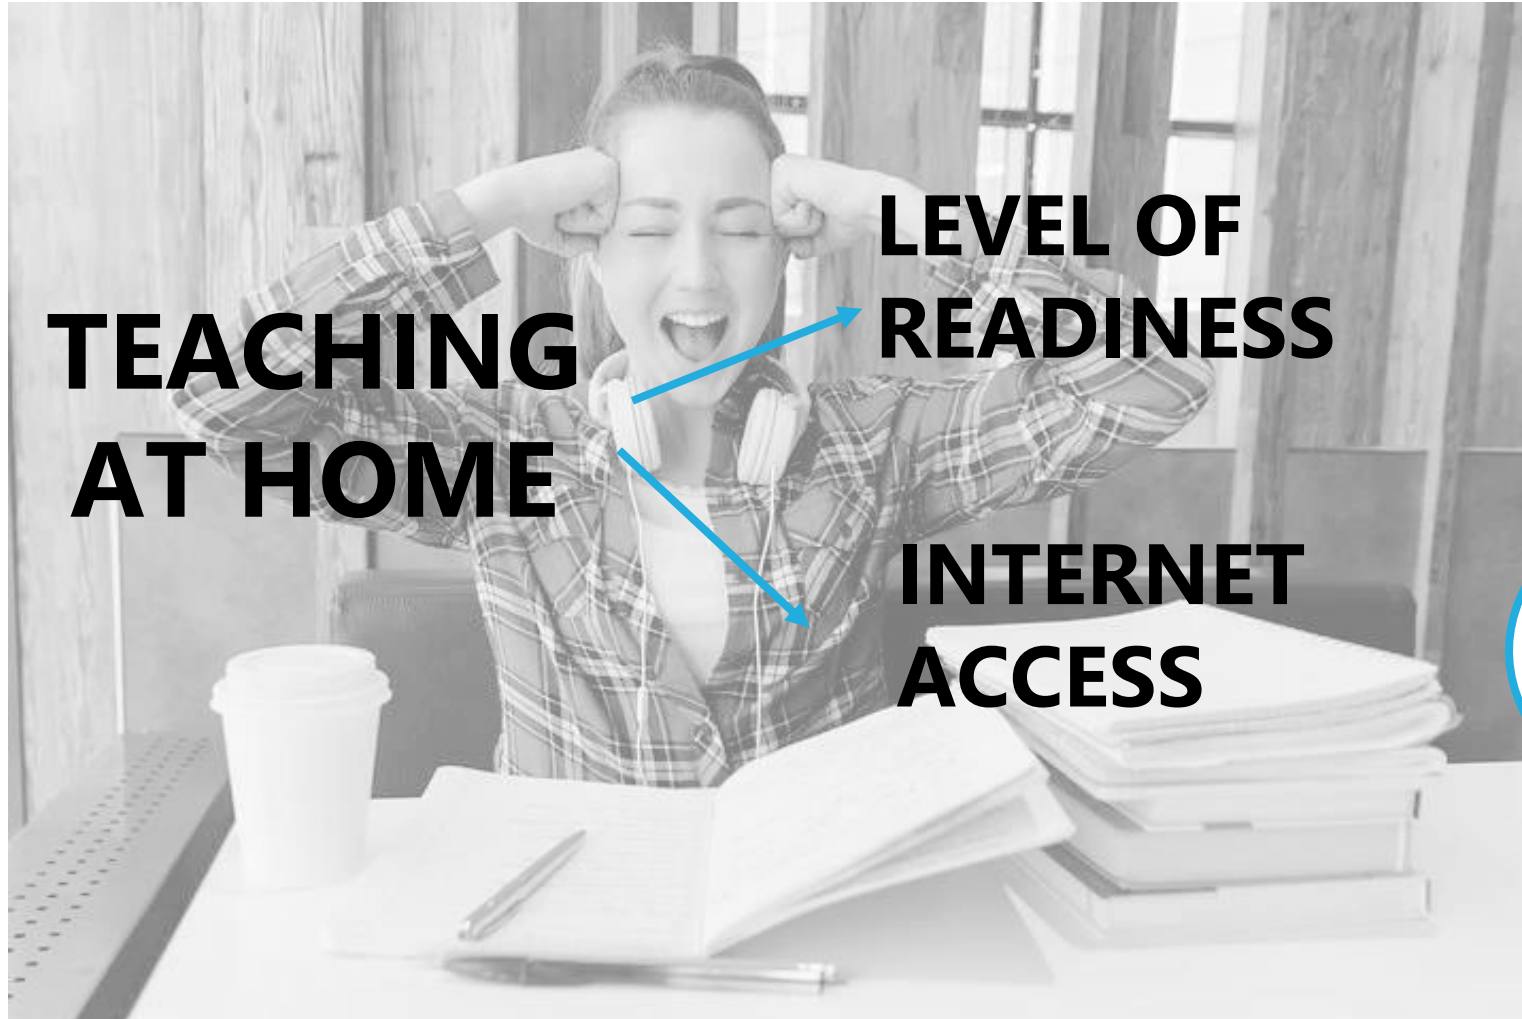 TEACHING
AT HOME
LEVEL OF
READINESS
INTERNET
ACCESS